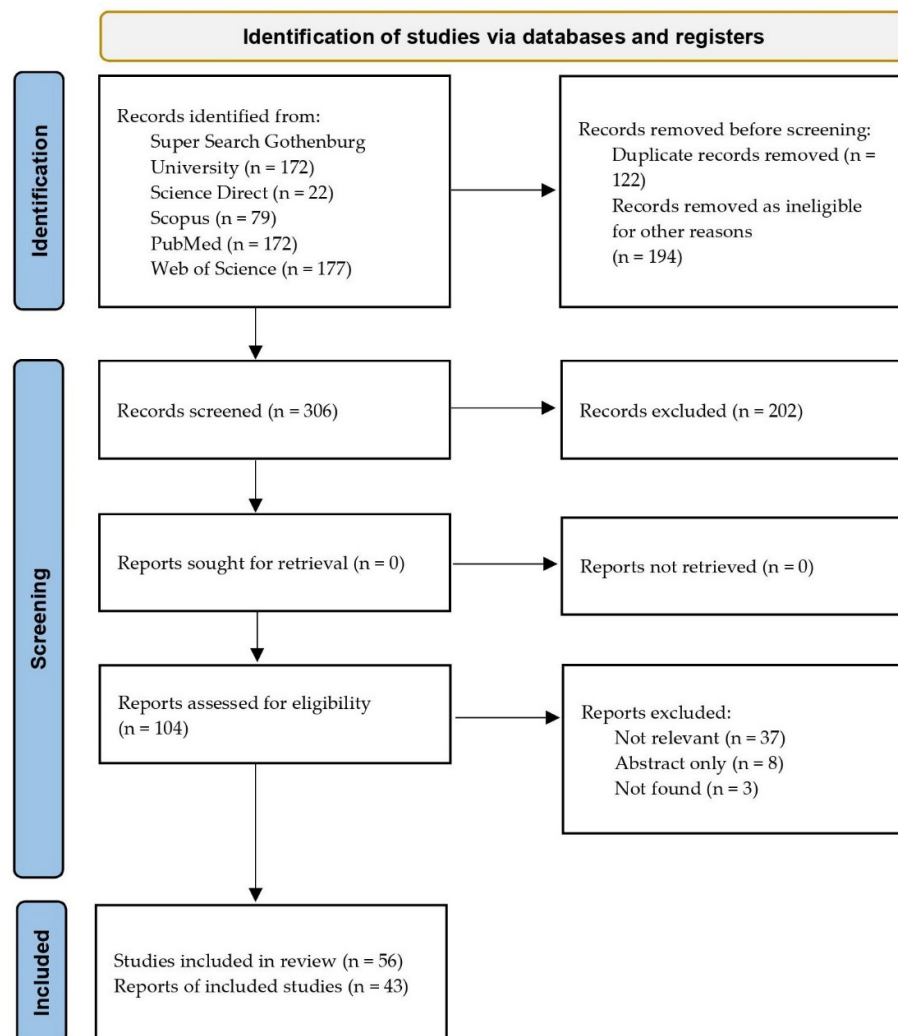 Identification of studies via databases and registers
Identification
Records identified from:
Super Search Gothenburg
University (n = 172)
Science Direct (n = 22)
Scopus (n = 79)
PubMed (n = 172)
Web of Science (n = 177)
Records removed before screening:
Duplicate records removed (n =
122)
Records removed as ineligible
for other reasons
(n = 194)
Screening
Records screened (n = 306)
Records excluded (n = 202)
Reports sought for retrieval (n = 0)
Reports not retrieved (n = 0)
Reports assessed for eligibility
(n = 104)
Reports excluded:
Not relevant (n = 37)
Abstract only (n = 8)
Not found (n = 3)
Included
Studies included in review (n = 56)
Reports of included studies (n = 43)